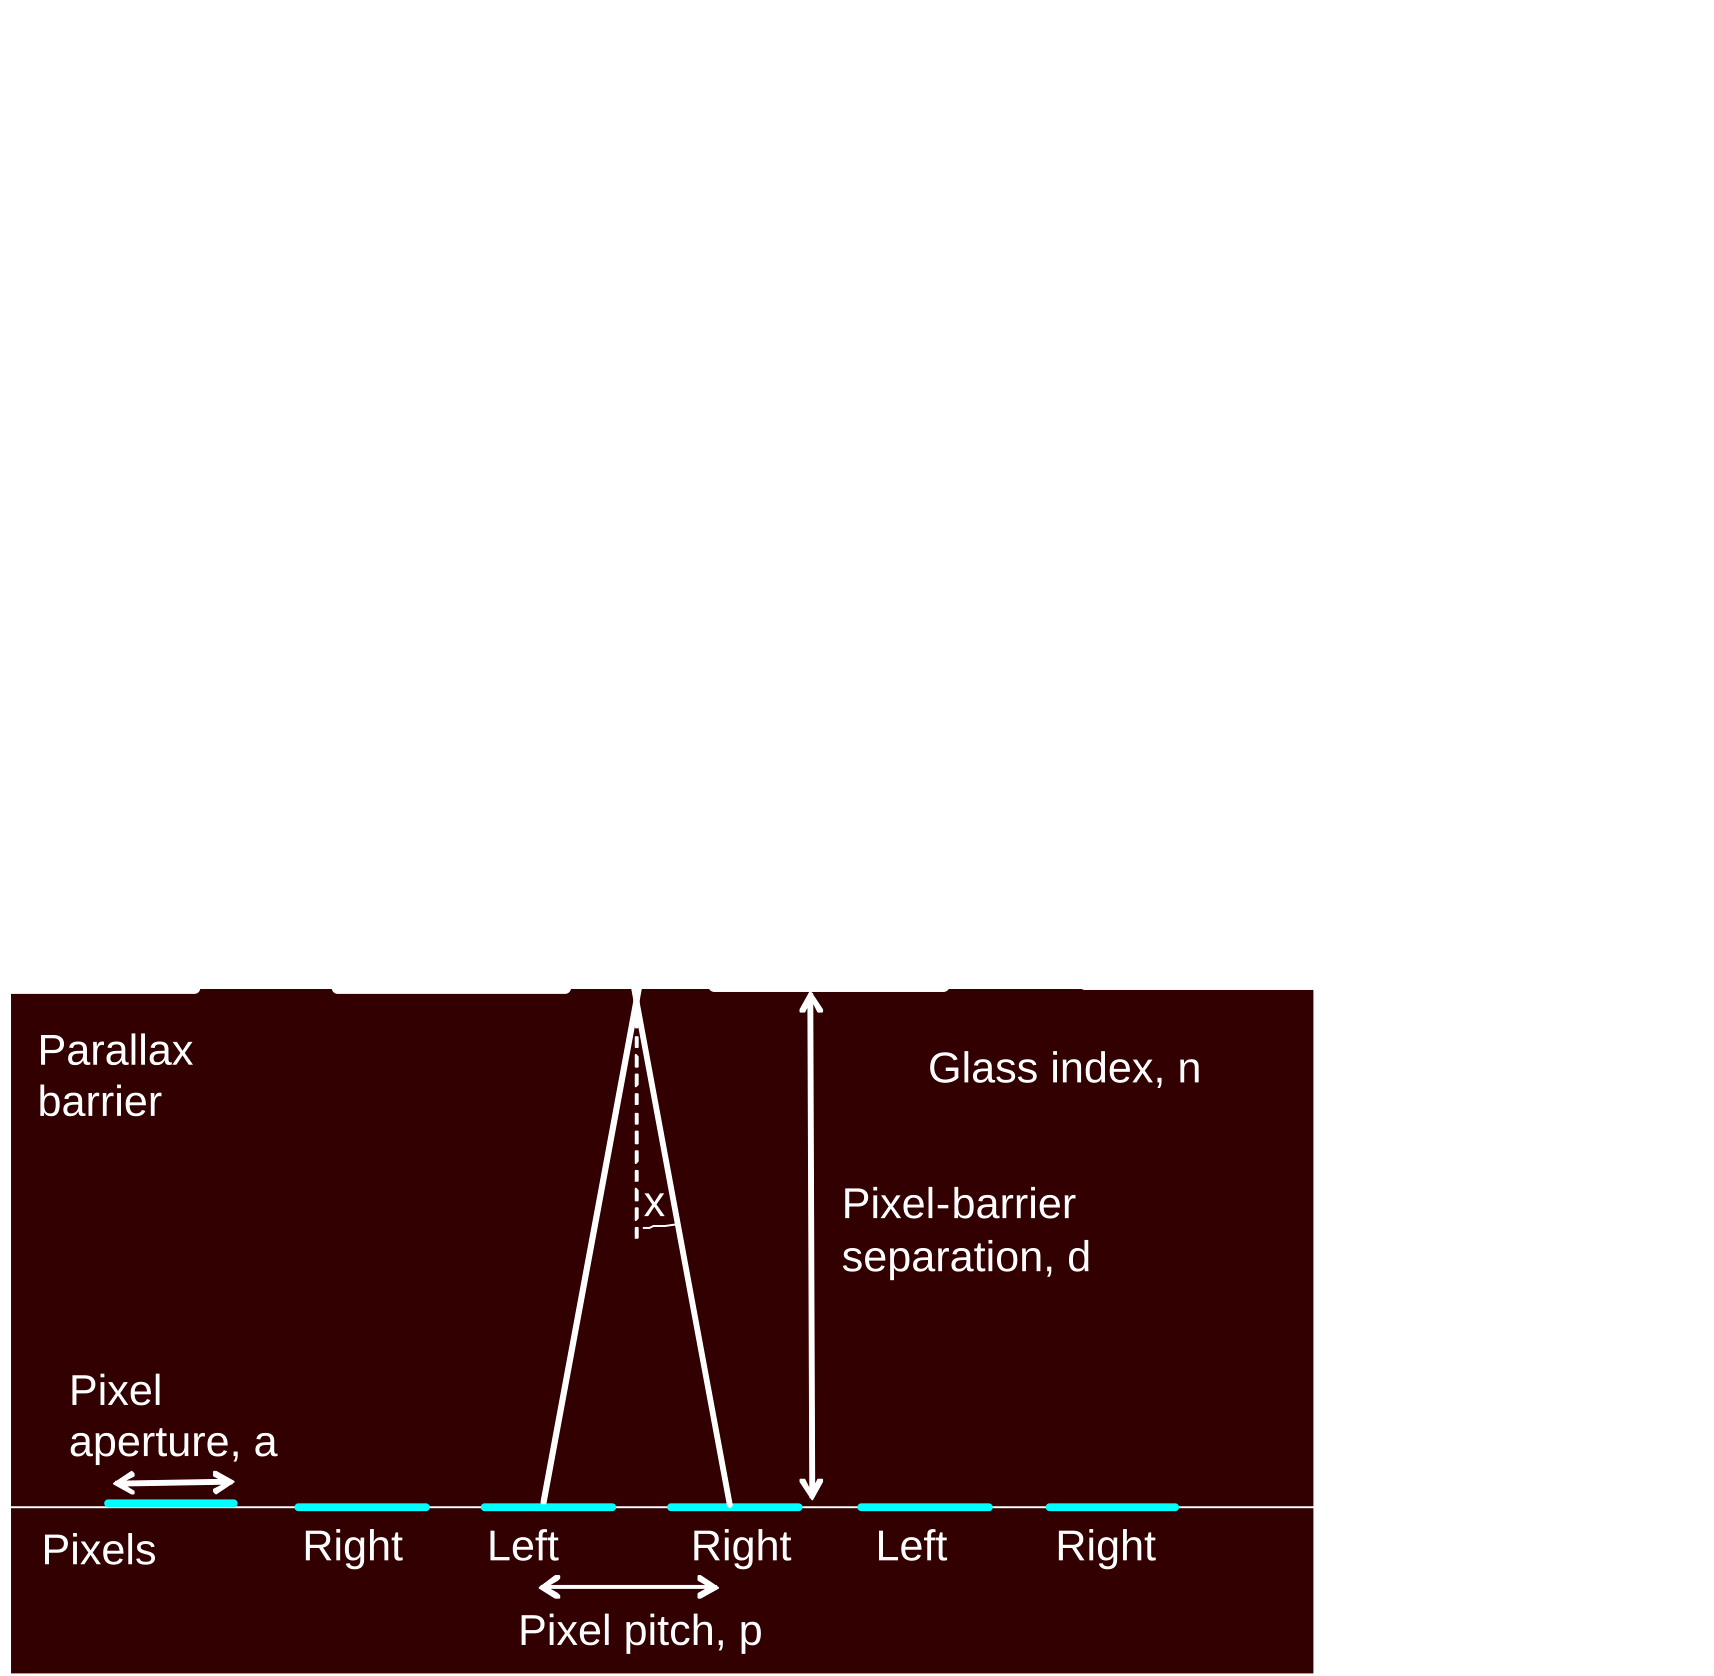 Parallax
barrier
Glass index, n
x
Pixel-barrier
separation, d
Pixel
aperture, a
Pixels
Right
Left
Right
Left
Right
Pixel pitch, p